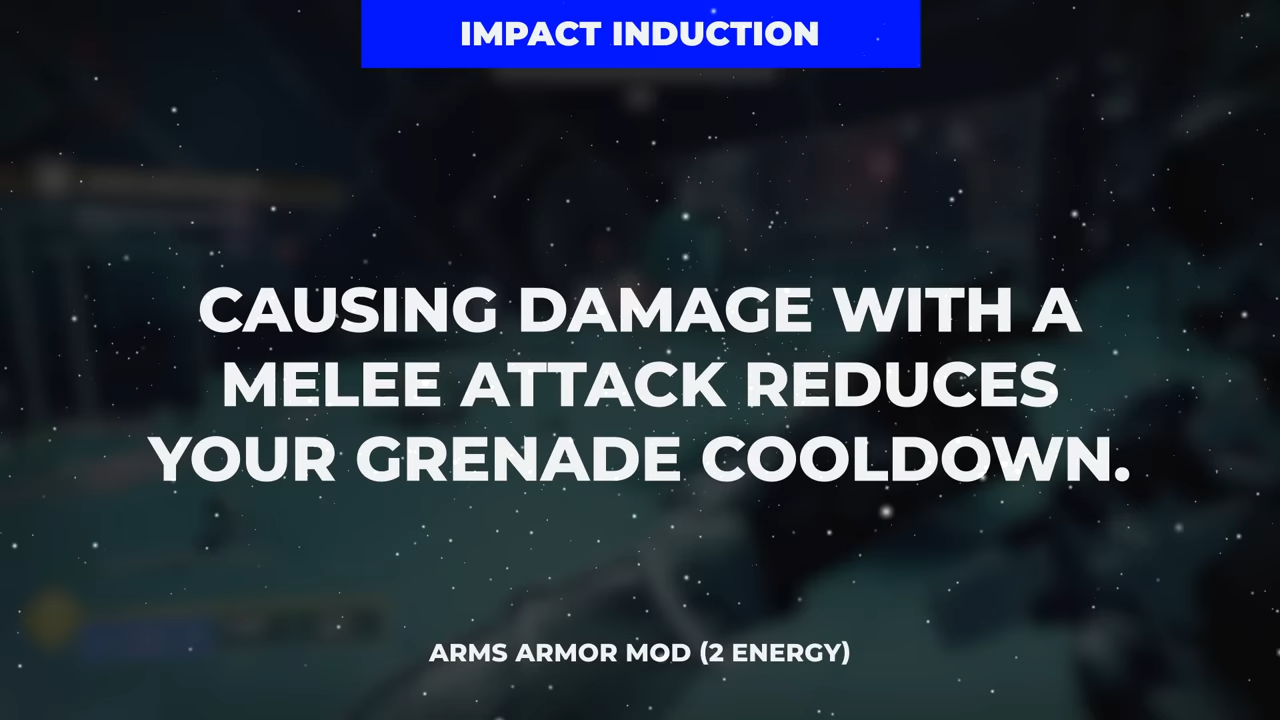 IMPACT INDUCTION
CAUSING DAMAGE WITH A
MELEE ATTACK REDUCES
YOUR GRENADE COOLDOWN.
ARMS ARMOR MOD (2 ENERGY)